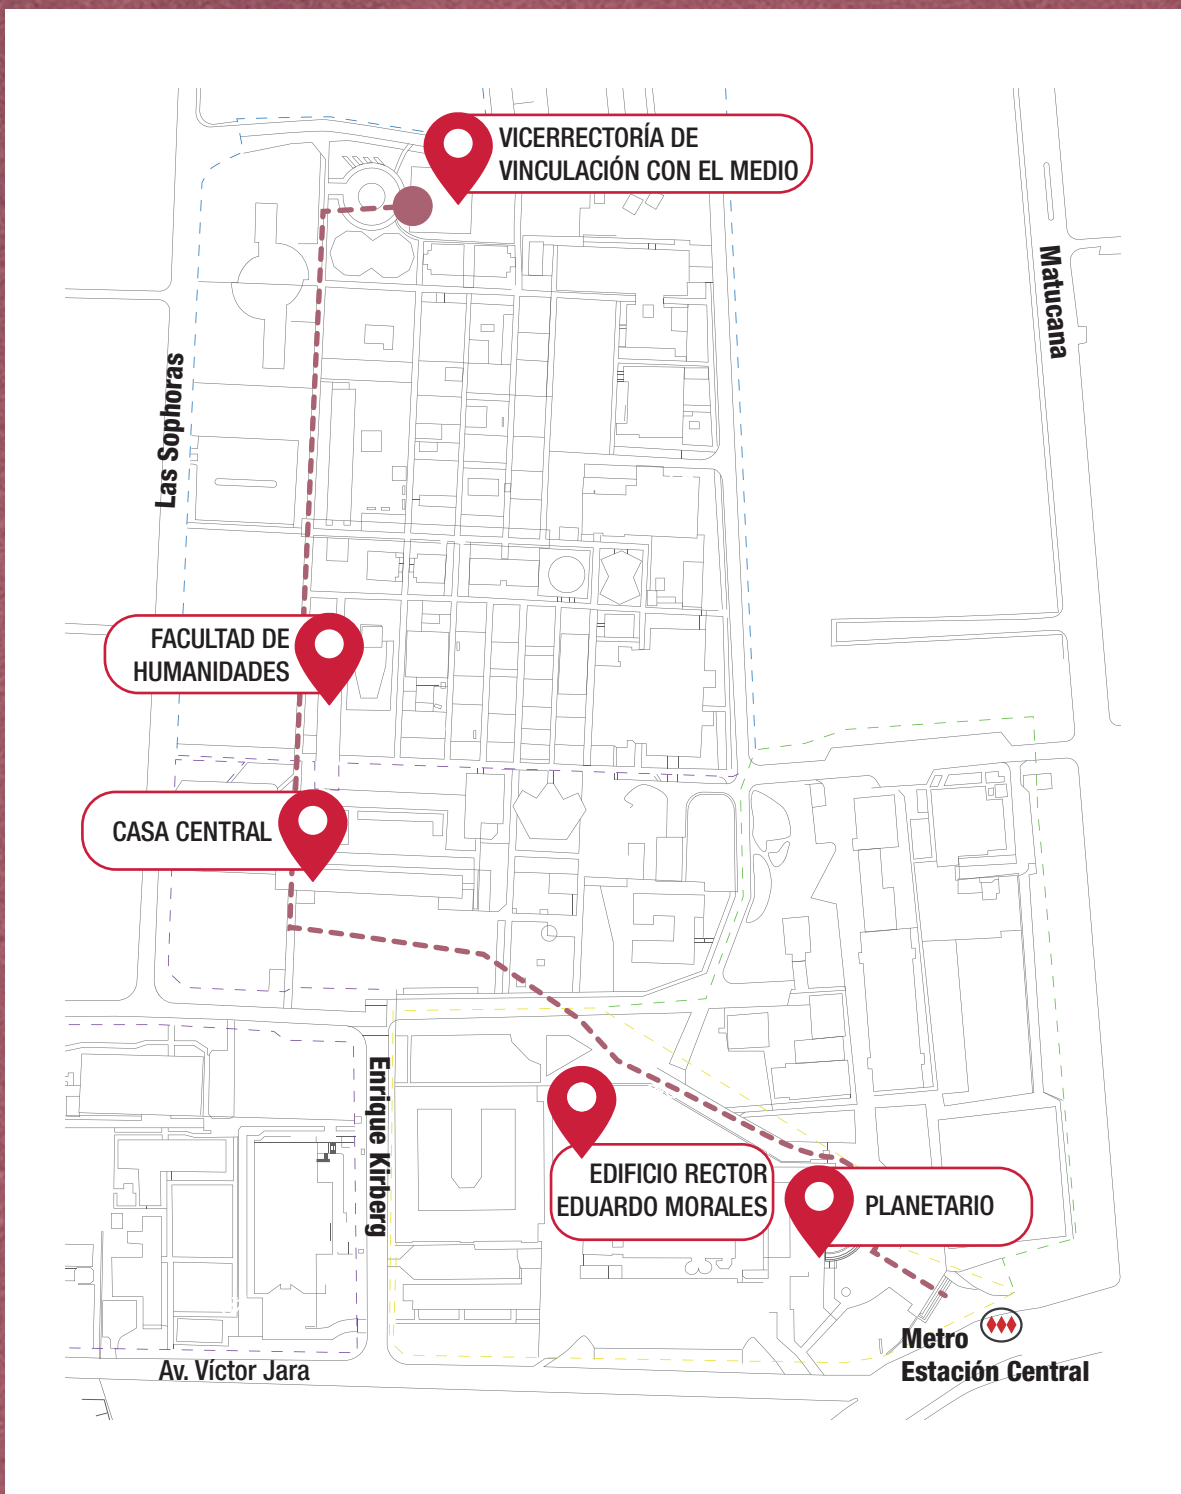 VICERRECTORÍA DE
VINCULACIÓN CON EL MEDIO
Matucana
Las Sophoras
FACULTAD DE
HUMANIDADES
CASA CENTRAL
Enrique Kirberg
EDIFICIO RECTOR
EDUARDO MORALES
PLANETARIO
Metro
Estación Central
Av. Víctor Jara